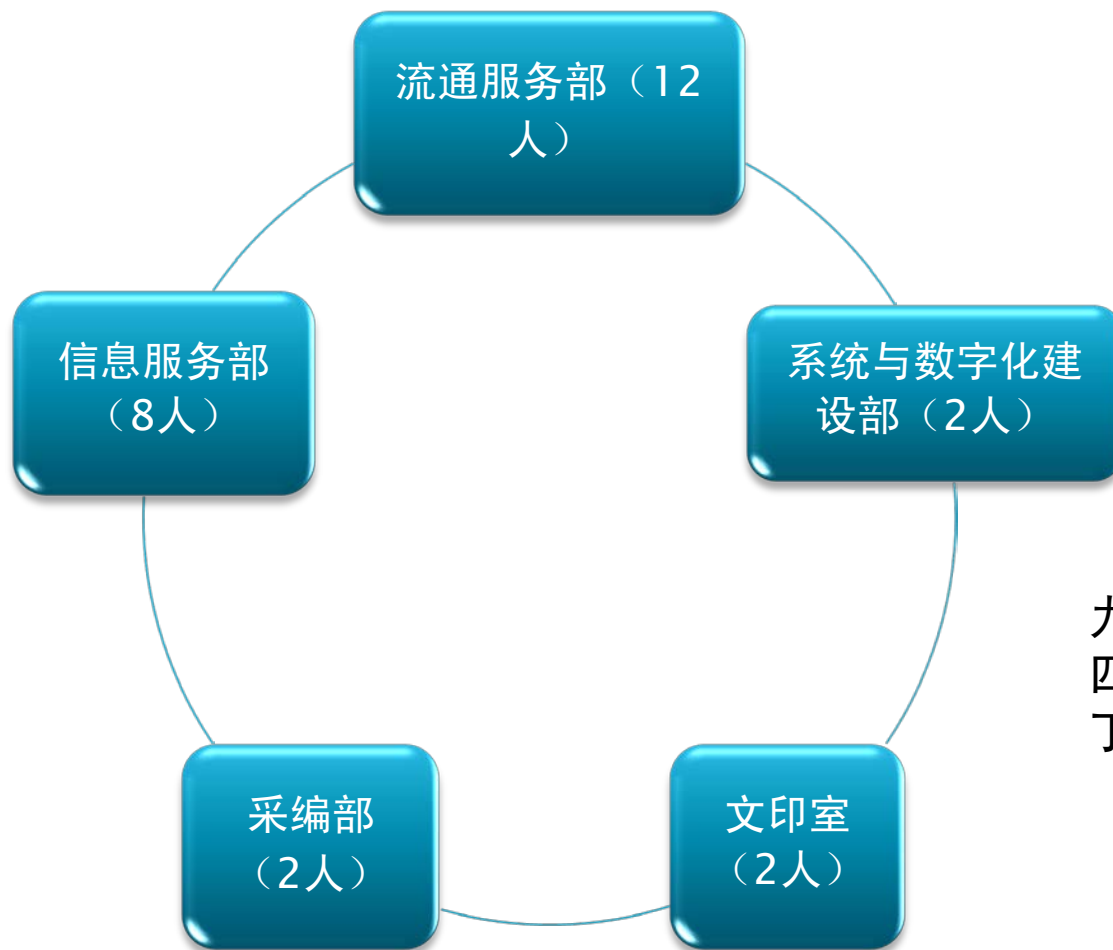 流通服务部（12
人）
信息服务部
（8人）
系统与数字化建
设部（2人）
四
采编部
（2人）
文印室
（2人）